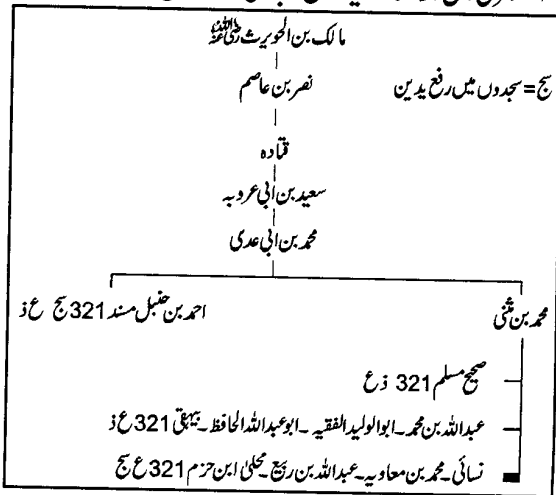 مالک بن الحویرث رضی اللہ عنہ
نصر بن عاصم
سج=سجدوں میں رفع یدین
قتادہ
سعید بن ابی عروبہ
محمد بن ابی عدی
محمد بن مثنی
احمد بن حنبل مسند 321 سج ع ذ
صحیح مسلم 321 ذ ع
عبداللہ بن محمد۔ابوالولید الفقیہ۔ابوعبداللہ الحافظ۔بیہقی 321 ع ذ
نسائی۔محمد بن معاویہ۔عبداللہ بن ربیع۔محلیٰ ابن حزم 321 ع سج